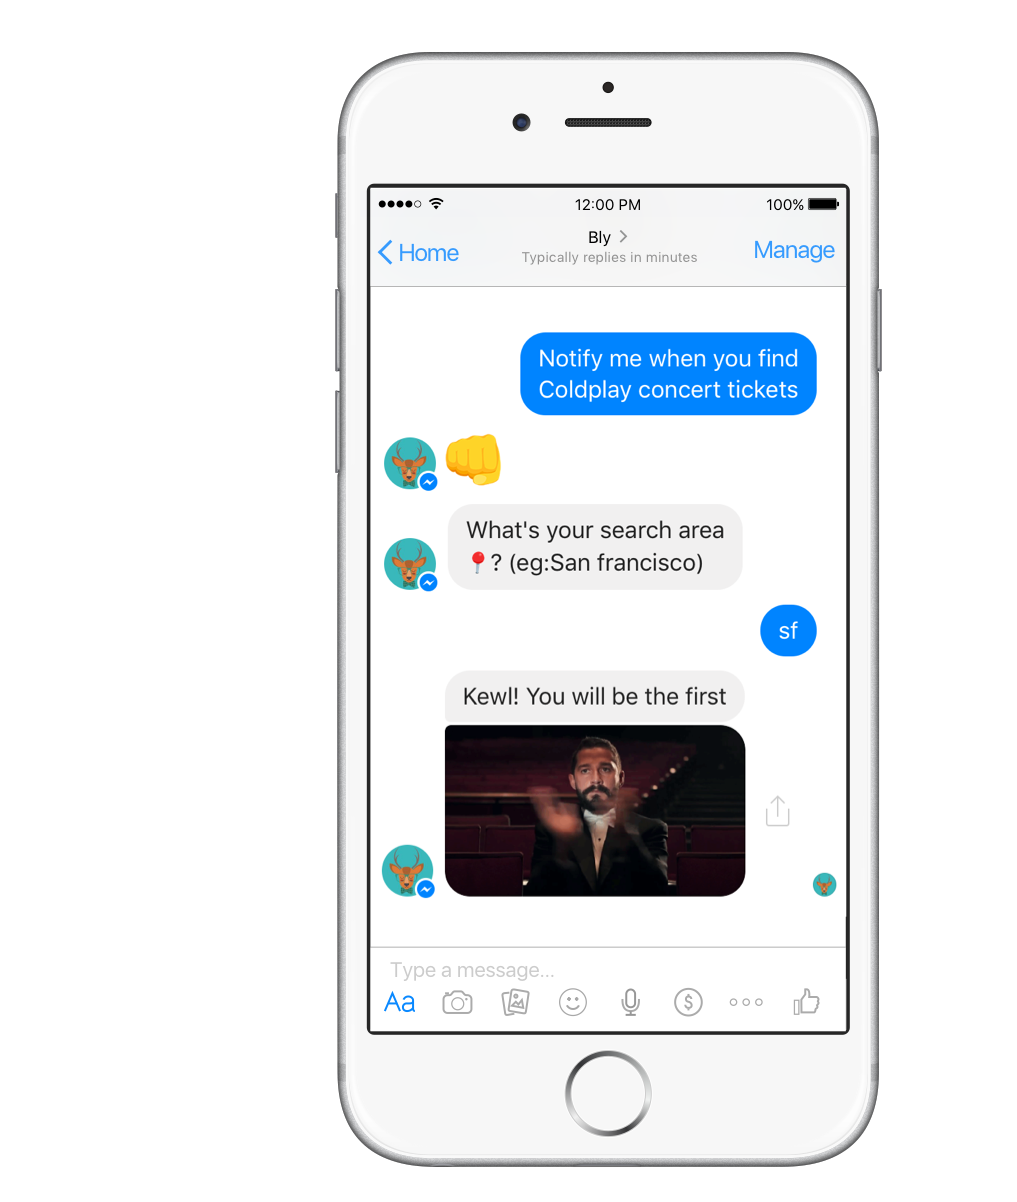 12:00 PM
100%
Home
Bly
Manage
Typically replies in minutes
Notify me when you find
Coldplay concert tickets
What's your search area
📍? (eg:San francisco)
sf
Kewl! You will be the first
Type a message...
Aa
$